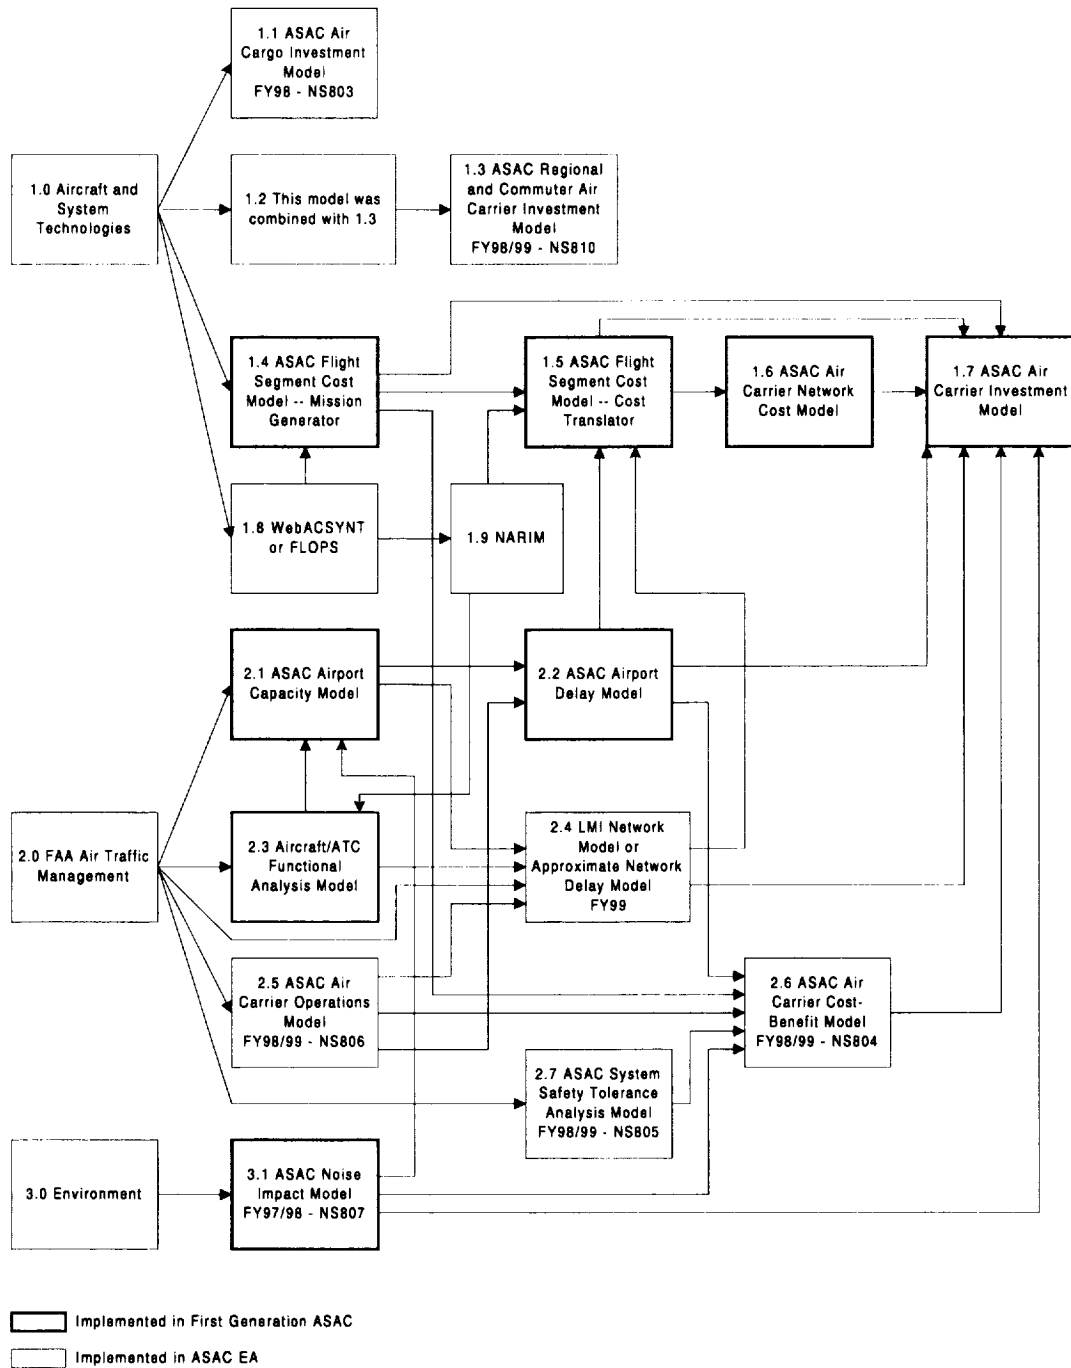 1.1 ASAC Air
Cargo Investment
Model
FY98 - NS803
1.0 Aircraft and
System
Technologies
1.2 This model was
combined with 1.3
1.3 ASAC Regional
and Commuter Air
Carrier Investment
Model
FY98/99 - NS810
1.4 ASAC Flight
Segment Cost
Model -- Mission
Generator
1.5 ASAC Flight
Segment Cost
Model -- Cost
Translator
1.6 ASAC Air
Carrier Network
Cost Model
1.7 ASAC Air
Carrier Investment
Model
1.8 WebACSYNT
or FLOPS
1.9 NARIM
2.1 ASAC Airport
Capacity Model
2.2 ASAC Airport
Delay Model
2.0 FAA Air Traffic
Management
2.3 Aircraft/ATC
Functional
Analysis Model
2.4 LMI Network
Model or
Approximate Network
Delay Model
FY99
2.5 ASAC Air
Carrier Operations
Model
FY98/99 - NS806
2.6 ASAC Air
Carrier Cost-
Benefit Model
FY98/99 - NS804
2.7 ASAC System
Safety Tolerance
Analysis Model
FY98/99 - NS805
3.0 Environment
3.1 ASAC Noise
Impact Model
FY97/98 - NS807
Implemented in First Generation ASAC
Implemented in ASAC EA